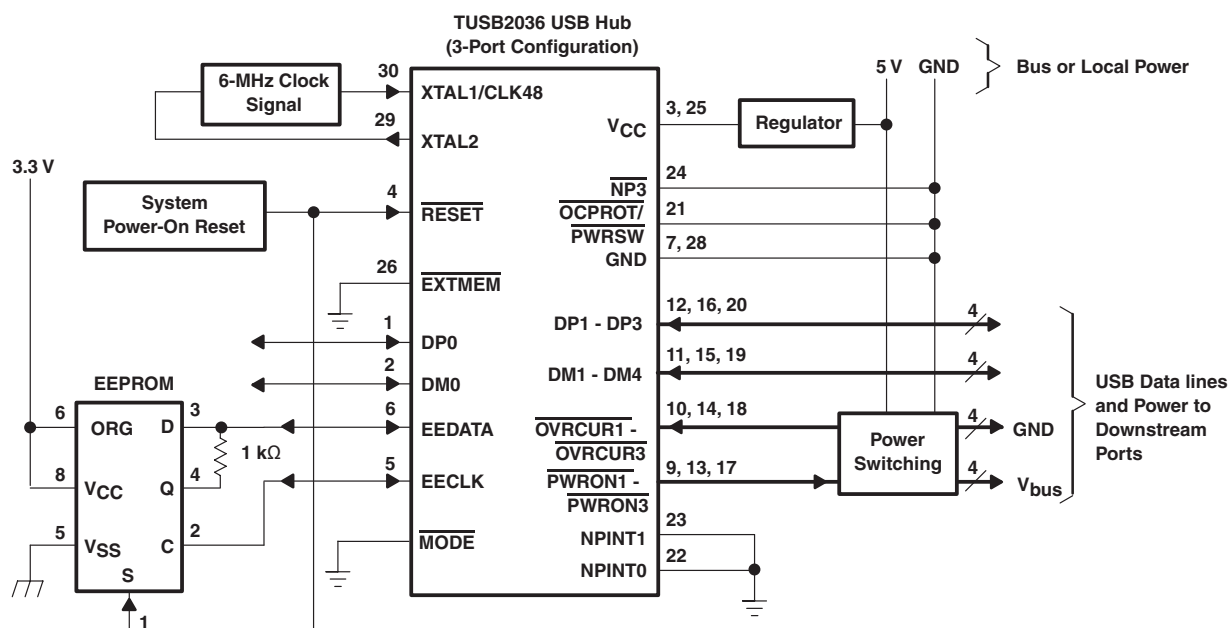 TUSB2036 USB Hub
(3-Port Configuration)
6-MHz Clock
Signal
30
XTAL1/CLK48
29
XTAL2
3.3 V
System
Power-On Reset
4
RESET
26
EXTMEM
1
DP0
2
DM0
EEPROM
6
ORG
D
3
6
EEDATA
1 kΩ
8
VCC
Q
4
5
EECLK
5
VSS
C
2
MODE
S
1
5 V
GND
Bus or Local Power
VCC
3, 25
Regulator
NP3
24
OCPROT/
PWRSW
21
GND
7, 28
DP1 - DP3
12, 16, 20
4
DM1 - DM4
11, 15, 19
4
OVRCUR1 -
OVRCUR3
10, 14, 18
Power
Switching
4
GND
PWRON1 -
PWRON3
9, 13, 17
4
Vbus
USB Data lines
and Power to
Downstream
Ports
NPINT1
23
NPINT0
22